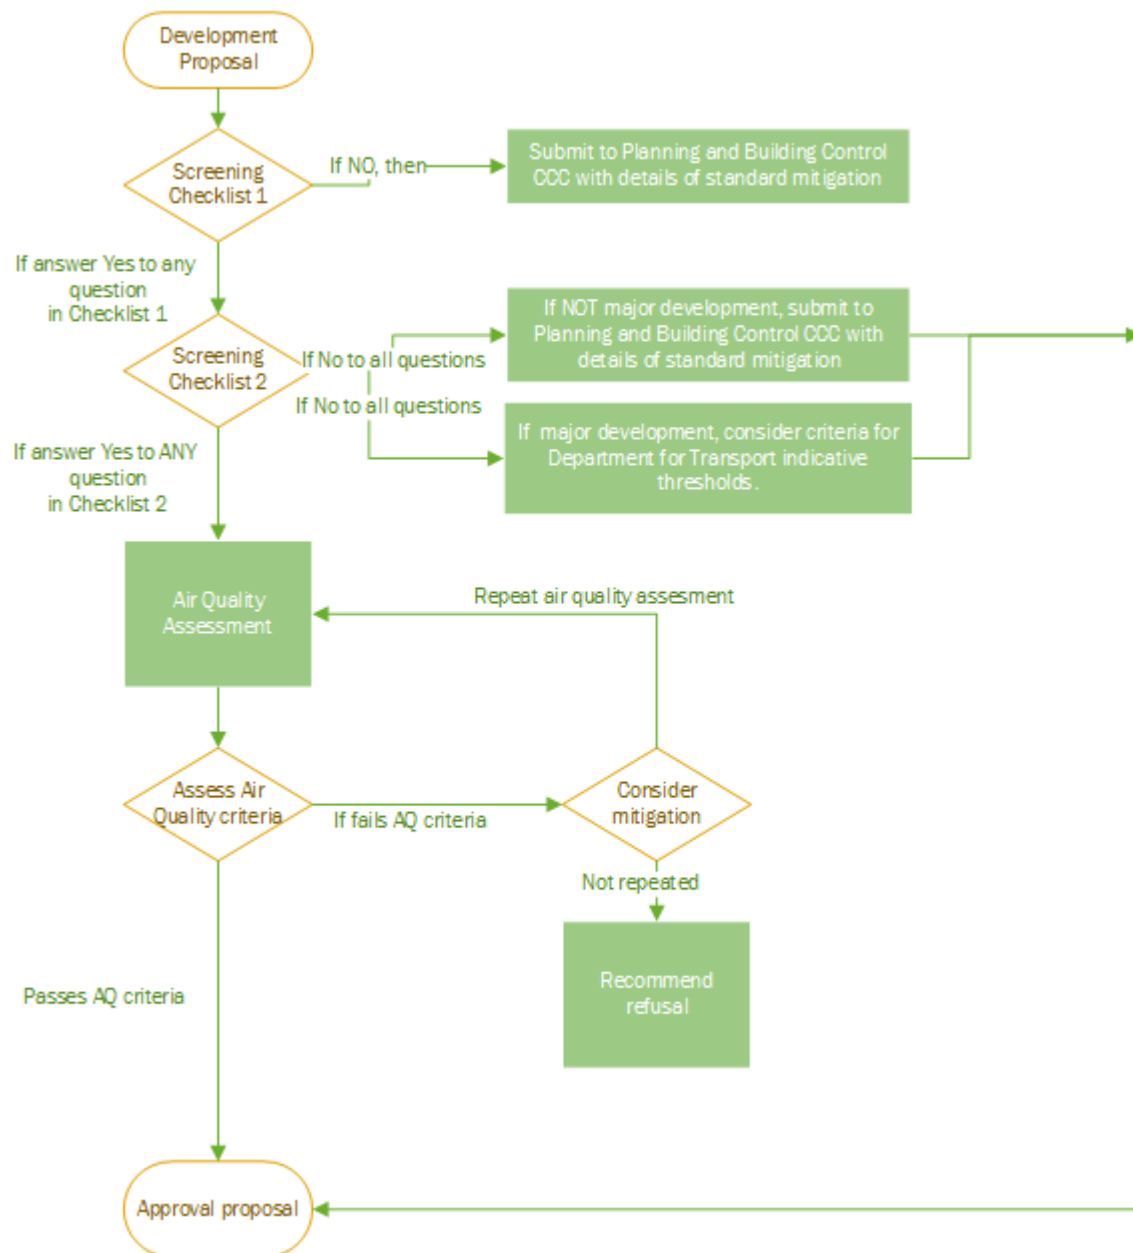 Development
Proposal
Screening
Checklist 1
If NO, then
Submit to Planning and Building Control
CCC with details of standard mitigation
If answer Yes to any
question
in Checklist 1
Screening
Checklist 2
If No to all questions
If NOT major development, submit to
Planning and Building Control CCC with
details of standard mitigation
If No to all questions
If major development, consider criteria for
Department for Transport indicative
thresholds.
If answer Yes to ANY
question
in Checklist 2
Air Quality
Assessment
Repeat air quality assesment
Assess Air
Quality criteria
If fails AQ criteria
Consider
mitigation
Not repeated
Recommend
refusal
Passes AQ criteria
Approval proposal